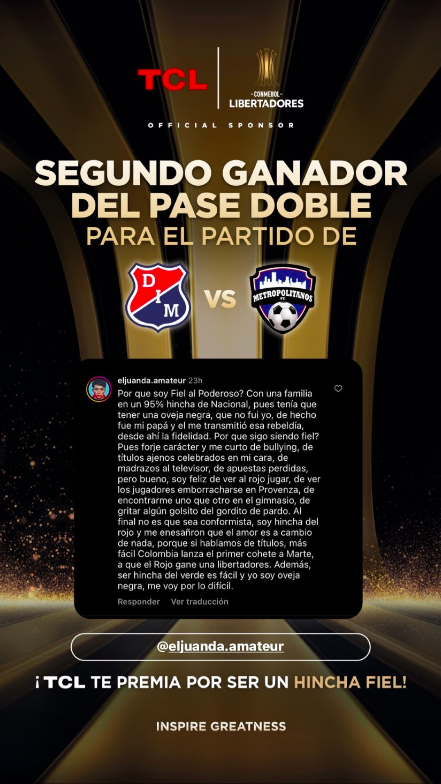 TCL
CONMEBOL
LIBERTADORES
OFFICIAL SPONSOR
SEGUNDO GANADOR
DEL PASE DOBLE
PARA EL PARTIDO DE
DIM
VS
METROPOLITANOS
FC
eljuanda.amateur 23h
Por que soy Fiel al Poderoso? Con una familia
en un 95% hincha de Nacional, pues tenía que
tener una oveja negra, que no fui yo, de hecho
fue mi papá y el me transmitió esa rebeldía,
desde ahí la fidelidad. Por que sigo siendo fiel?
Pues forje carácter y me curto de bullying, de
títulos ajenos celebrados en mi cara, de
madrazos al televisor, de apuestas perdidas,
pero bueno, soy feliz de ver al rojo jugar, de ver
los jugadores emborracharse en Provenza, de
encontrarme uno que otro en el gimnasio, de
gritar algún golsito del gordito de pardo. Al
final no es que sea conformista, soy hincha del
rojo y me enesañron que el amor es a cambio
de nada, porque si hablamos de títulos, más
fácil Colombia lanza el primer cohete a Marte,
a que el Rojo gane una libertadores. Además,
ser hincha del verde es fácil y yo soy oveja
negra, me voy por lo difícil.
Responder Ver traducción
@eljuanda.amateur
¡TCL TE PREMIA POR SER UN HINCHA FIEL!
INSPIRE GREATNESS